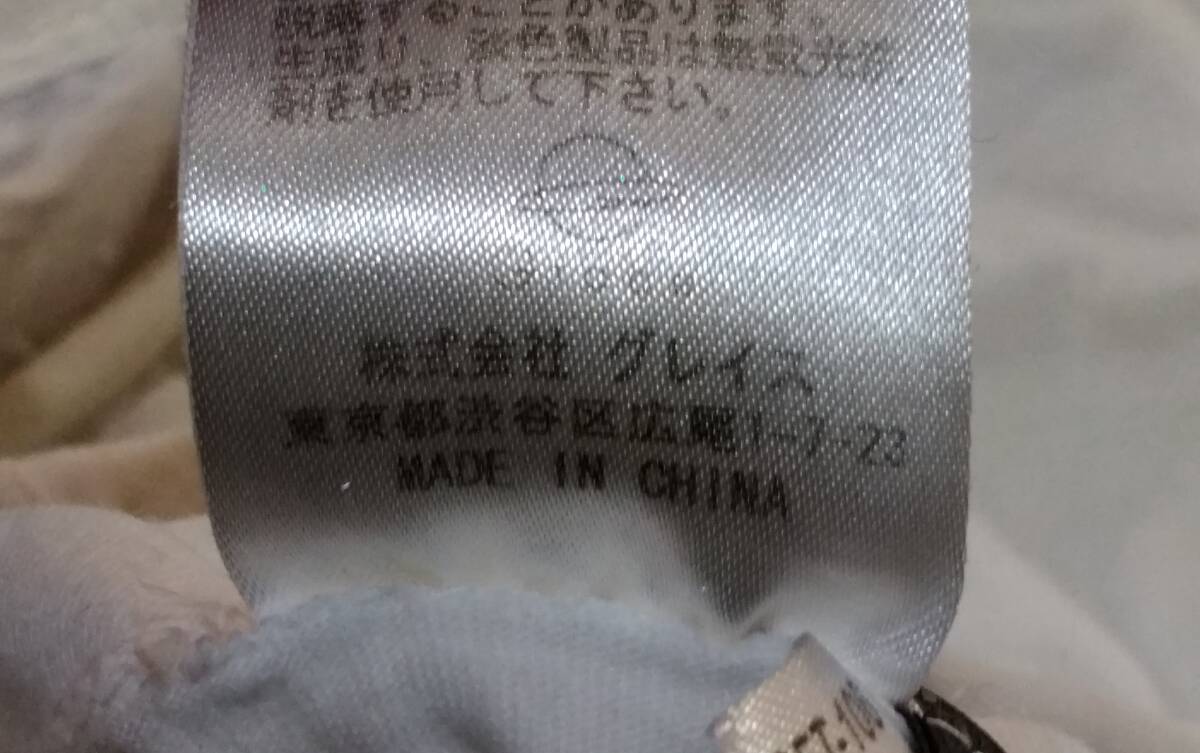 脱落することがあります。
生成り、淡色製品は無蛍光洗
剤を使用して下さい。
株式会社 グレイス
東京都渋谷区広尾1-7-23
MADE IN CHINA